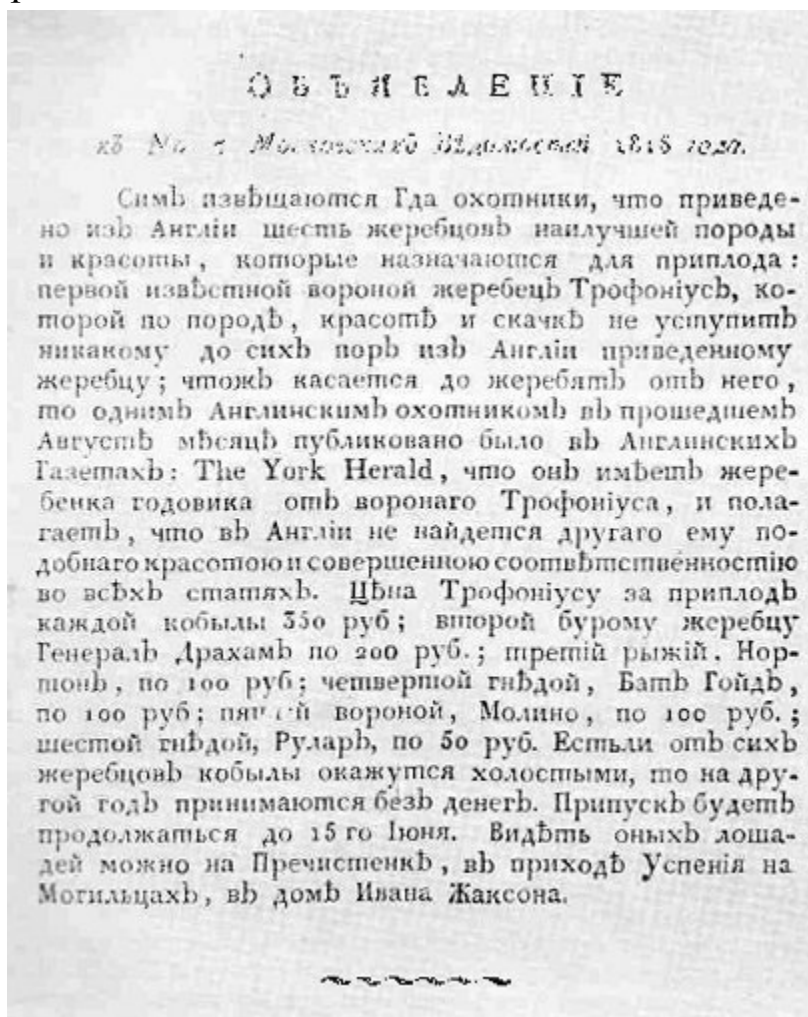 ОБЪЯВЛЕНІЕ
къ Московскихъ Вѣдомостей 1815 года.
Симъ извѣщаются Гда охотники, что приведе-
но изъ Англіи шесть жеребцовъ наилучшей породы
и красоты, которые назначаются для приплода:
первой извѣстной вороной жеребецъ Трофоніусъ, ко-
торой по породѣ, красотѣ и скачкѣ не уступитъ
никакому до сихъ поръ изъ Англіи приведенному
жеребцу; чтожъ касается до жеребятъ отъ него,
то однимъ Англинскимъ охотникомъ въ прошедшемъ
Августѣ мѣсяцѣ публиковано было въ Англинскихъ
Газетахъ: The York Herald, что онъ имѣетъ жере-
бенка годовика отъ воронаго Трофоніуса, и пола-
гаетъ, что въ Англіи не найдется другаго ему по-
добнаго красотою и совершенною соотвѣтственностію
во всѣхъ статяхъ. Цѣна Трофоніусу за приплодъ
каждой кобылы 350 руб; второй бурому жеребцу
Генералъ Драхамъ по 200 руб.; третій рыжій. Нор-
тонъ, по 100 руб; четвертой гнѣдой, Батъ Гойдъ,
по 100 руб; пятой вороной, Молино, по 100 руб.;
шестой гнѣдой, Руларъ, по 50 руб. Естьли отъ сихъ
жеребцовъ кобылы окажутся холостыми, то на дру-
гой годъ принимаются безъ денегъ. Припускъ будетъ
продолжаться до 15 го Іюня. Видѣть оныхъ лоша-
дей можно на Пречистенкѣ, въ приходѣ Успенія на
Могильцахъ, въ домѣ Ивана Жаксона.